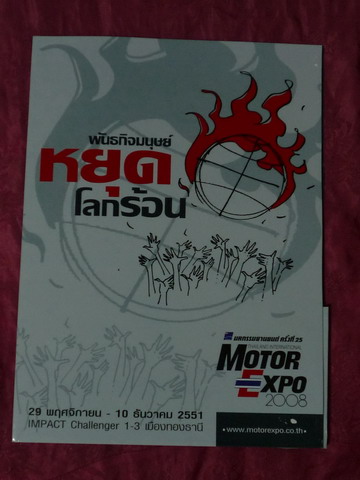 พันธกิจมนุษย์
หยุด
โลกร้อน
มหกรรมยานยนต์ ครั้งที่ 25
THAILAND INTERNATIONAL
MOTOR
EXPO
2008
29 พฤศจิกายน - 10 ธันวาคม 2551
IMPACT Challenger 1-3 เมืองทองธานี
• www.motorexpo.co.th •